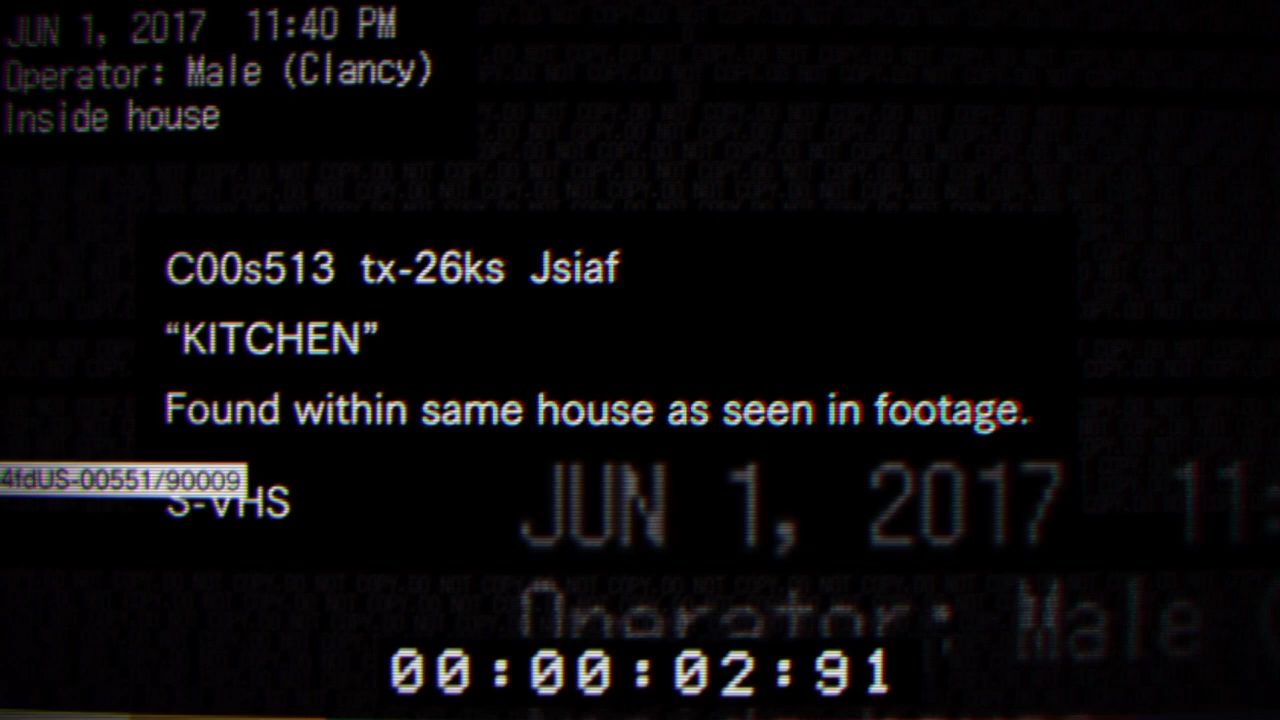 JUN 1, 2017 11:40 PM
Operator: Male (Clancy)
Inside house
C00s513 tx-26ks Jsiaf
“KITCHEN”
Found within same house as seen in footage.
4fdUS-00551/90009
S-VHS
JUN 1, 2017 11:
Operator: Male (
00:00:02:91